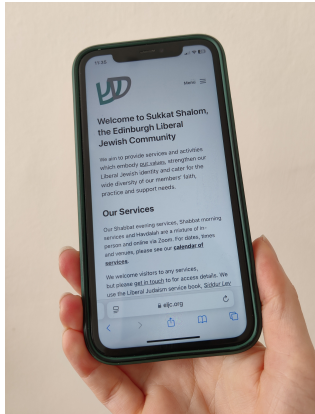 11:35
Menu
Welcome to Sukkat Shalom,
the Edinburgh Liberal
Jewish Community
We aim to provide services and activities
which embody our values, strengthen our
Liberal Jewish identity and cater for the
wide diversity of our members' faith,
practice and support needs.
Our Services
Our Shabbat evening services, Shabbat morning
services and Havdalah are a mixture of in-
person and online via Zoom. For dates, times
and venues, please see our calendar of
services.
We welcome visitors to any services,
but please get in touch for access details. We
use the Liberal Judaism service book, Siddur Lev
eljc.org